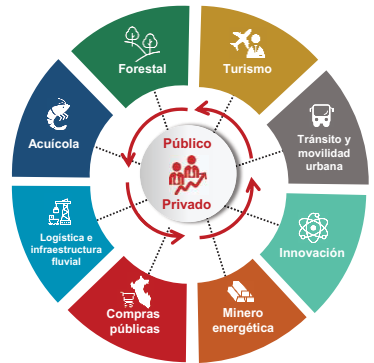 Forestal
Turismo
Tránsito y
movilidad
urbana
Innovación
Minero
energética
Compras
públicas
Logística e
infraestructura
fluvial
Acuícola
Público
Privado